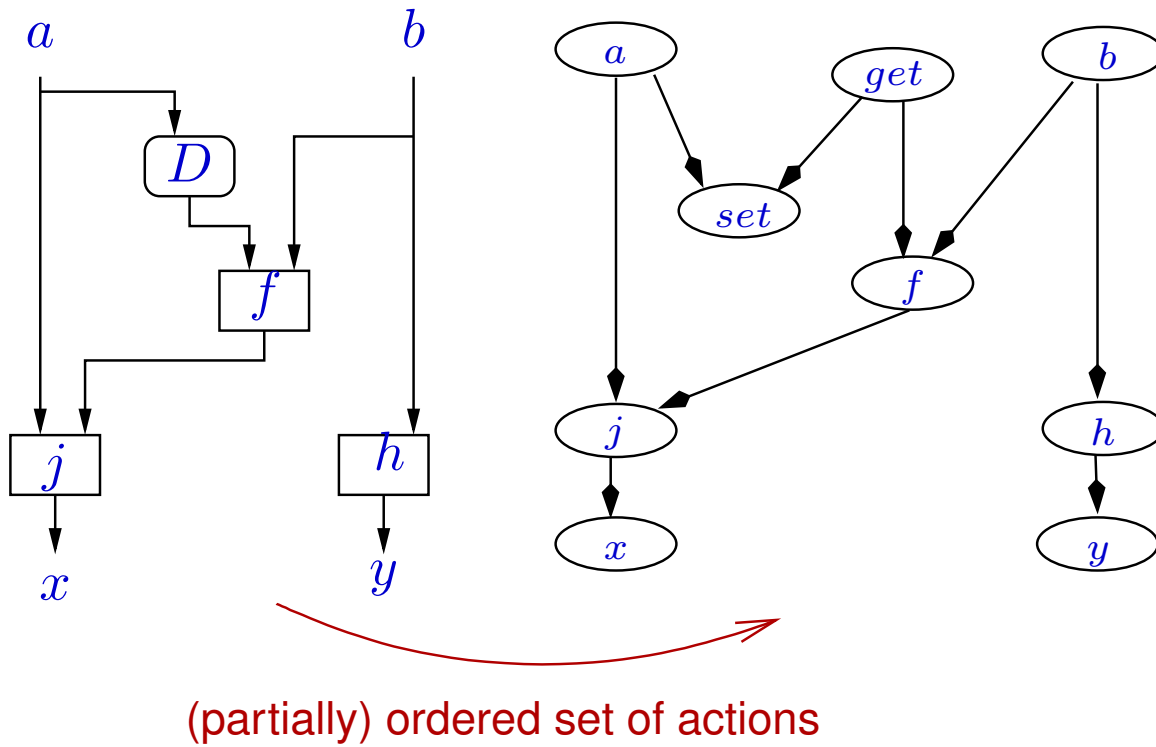 a b
D
f
j h
x y
a get b
set
f
j h
x y
(partially) ordered set of actions